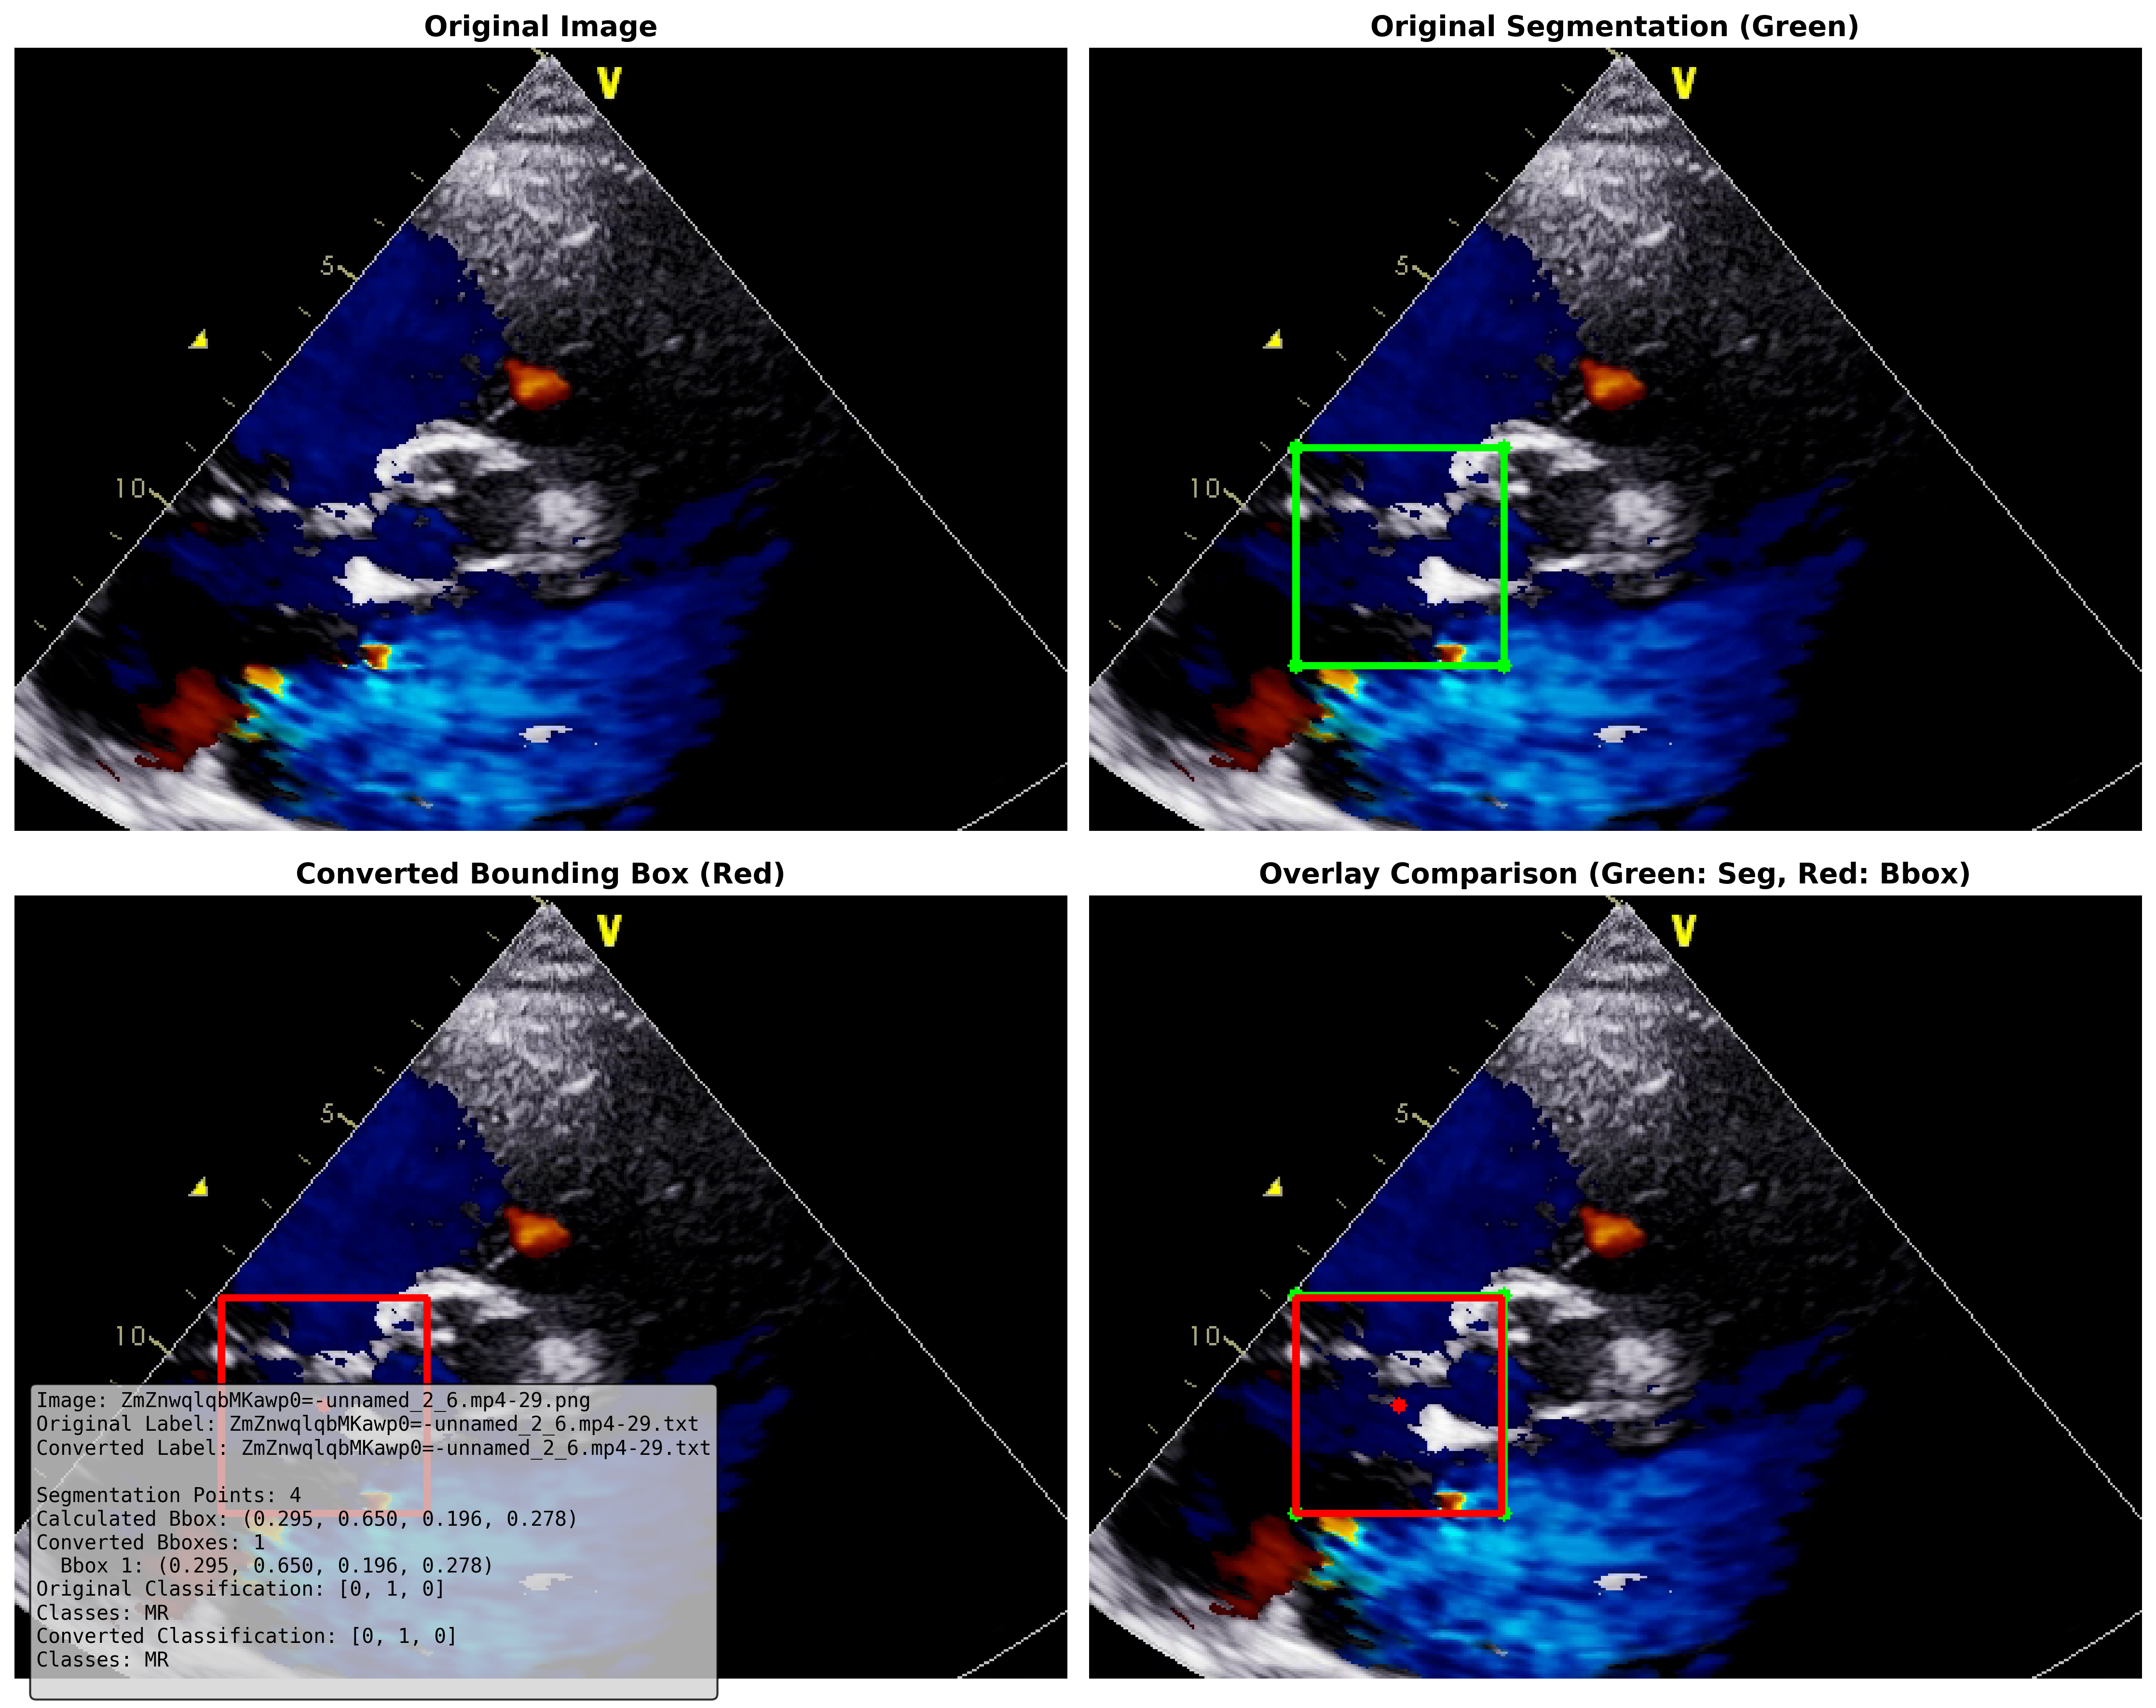 Original Image
Original Segmentation (Green)
V
5
10
V
5
10
Converted Bounding Box (Red)
Overlay Comparison (Green: Seg, Red: Bbox)
V
5
10
V
5
10
Image: ZmZnwqlqbMKawp0=-unnamed_2_6.mp4-29.png
Original Label: ZmZnwqlqbMKawp0=-unnamed_2_6.mp4-29.txt
Converted Label: ZmZnwqlqbMKawp0=-unnamed_2_6.mp4-29.txt
Segmentation Points: 4
Calculated Bbox: (0.295, 0.650, 0.196, 0.278)
Converted Bboxes: 1
Bbox 1: (0.295, 0.650, 0.196, 0.278)
Original Classification: [0, 1, 0]
Classes: MR
Converted Classification: [0, 1, 0]
Classes: MR